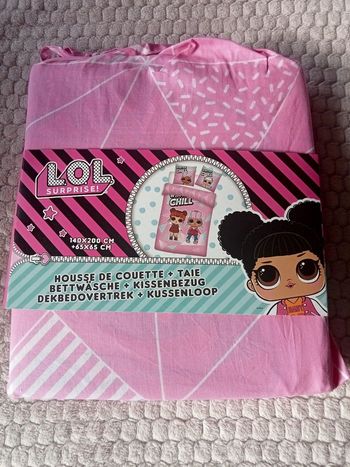 L.O.L.
SURPRISE!
CHILL
140X200 CM
+65X65 CM
HOUSSE DE COUETTE + TAIE
BETTWÄSCHE + KISSENBEZUG
DEKBEDOVERTREK + KUSSENLOOP